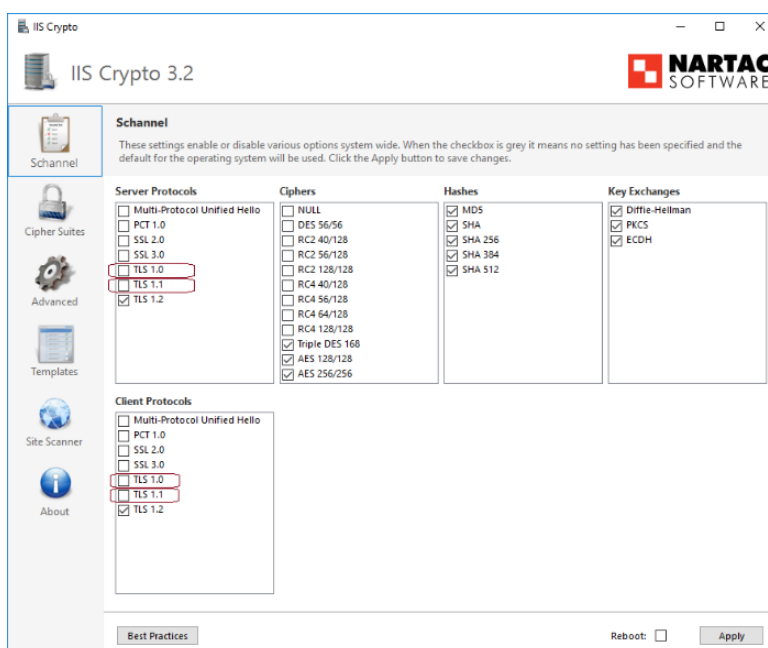 IIS Crypto
IIS Crypto 3.2
NARTAC
SOFTWARE
Schannel
Cipher Suites
Advanced
Templates
Site Scanner
About
Schannel
These settings enable or disable various options system wide. When the checkbox is grey it means no setting has been specified and the
default for the operating system will be used. Click the Apply button to save changes.
Server Protocols
Multi-Protocol Unified Hello
PCT 1.0
SSL 2.0
SSL 3.0
TLS 1.0
TLS 1.1
TLS 1.2
Ciphers
NULL
DES 56/56
RC2 40/128
RC2 56/128
RC2 128/128
RC4 40/128
RC4 56/128
RC4 64/128
RC4 128/128
Triple DES 168
AES 128/128
AES 256/256
Hashes
MD5
SHA
SHA 256
SHA 384
SHA 512
Key Exchanges
Diffie-Hellman
PKCS
ECDH
Client Protocols
Multi-Protocol Unified Hello
PCT 1.0
SSL 2.0
SSL 3.0
TLS 1.0
TLS 1.1
TLS 1.2
Best Practices
Reboot:
Apply